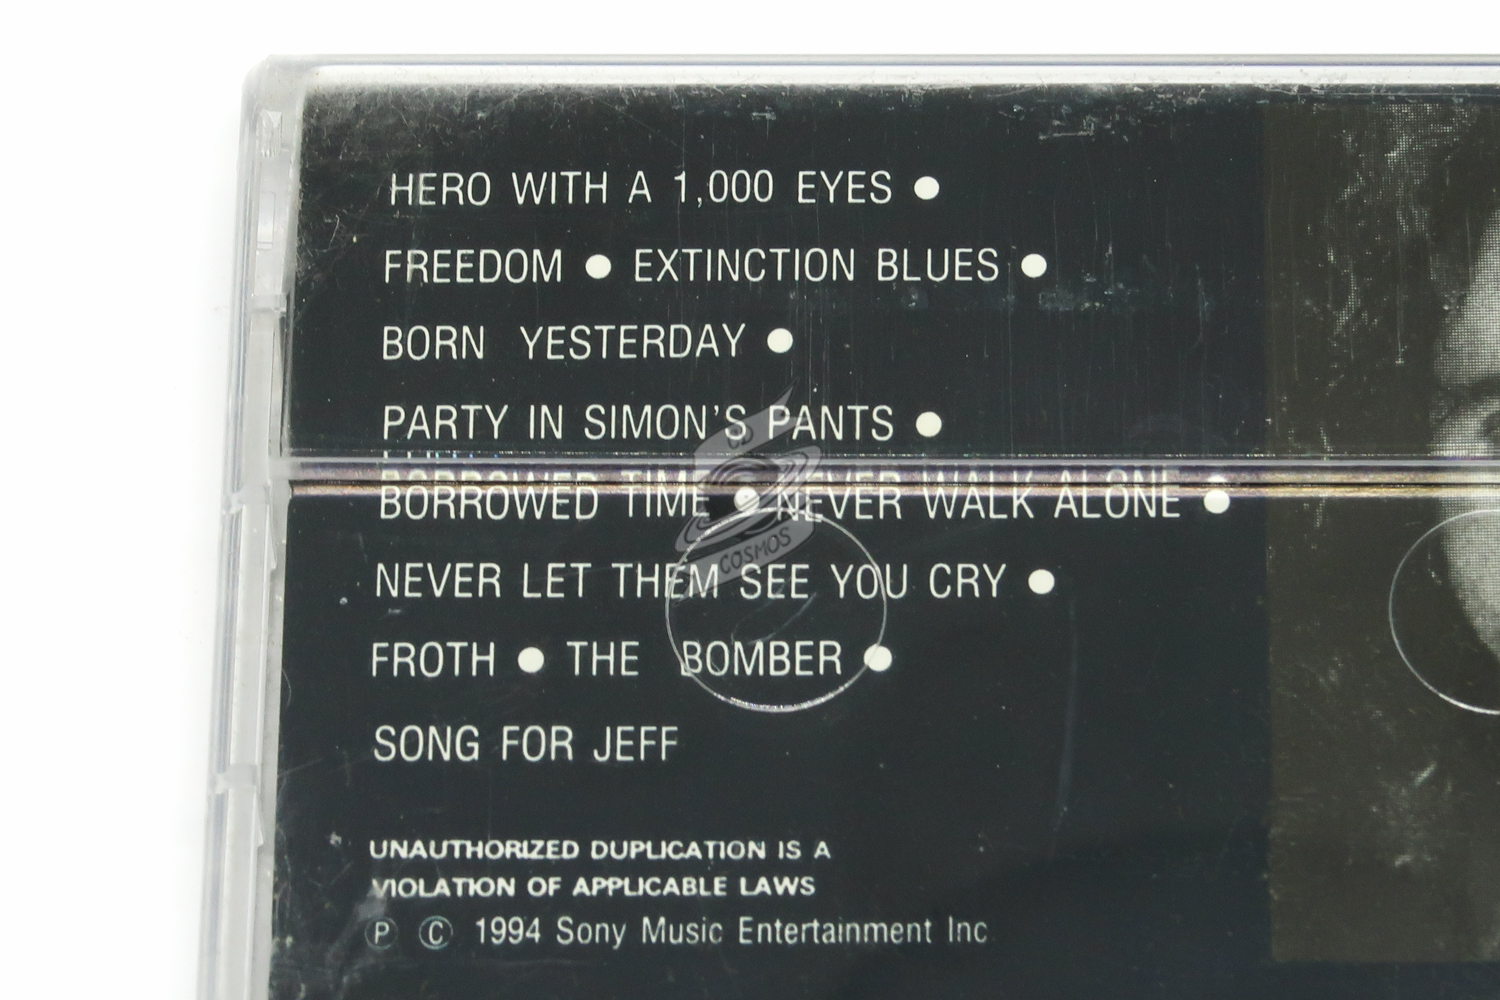 HERO WITH A 1,000 EYES ●
FREEDOM ● EXTINCTION BLUES ●
BORN YESTERDAY ●
PARTY IN SIMON'S PANTS ●
BORROWED TIME ● NEVER WALK ALONE ●
NEVER LET THEM SEE YOU CRY ●
FROTH ● THE BOMBER ●
SONG FOR JEFF
UNAUTHORIZED DUPLICATION IS A
VIOLATION OF APPLICABLE LAWS
Ⓟ Ⓒ 1994 Sony Music Entertainment Inc
CD
COSMOS